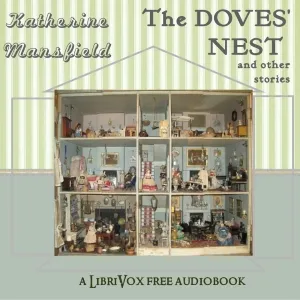 Katherine
Mansfield
The DOVES'
NEST
and other
stories
A LIBRIVOX FREE AUDIOBOOK